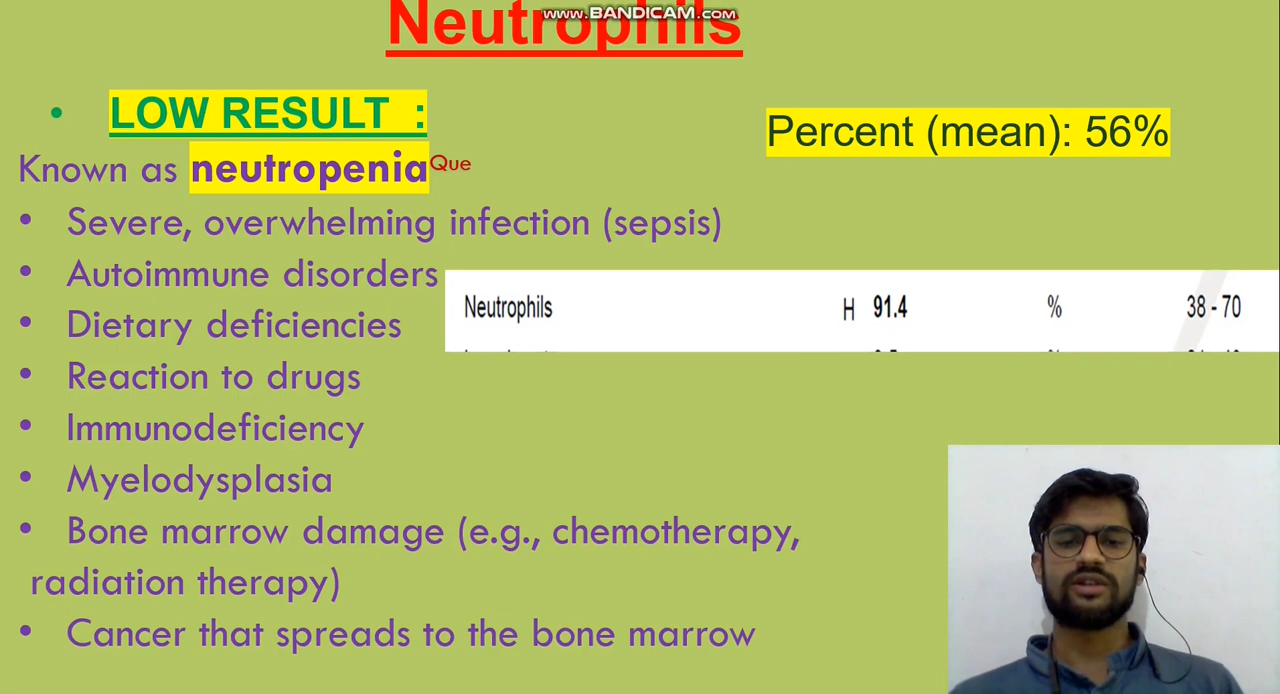 www.BANDICAM.com
Neutrophils
• LOW RESULT :
Percent (mean): 56%
Known as neutropenia Que
• Severe, overwhelming infection (sepsis)
• Autoimmune disorders
Neutrophils H 91.4 % 38 - 70
• Dietary deficiencies
• Reaction to drugs
• Immunodeficiency
• Myelodysplasia
• Bone marrow damage (e.g., chemotherapy,
radiation therapy)
• Cancer that spreads to the bone marrow